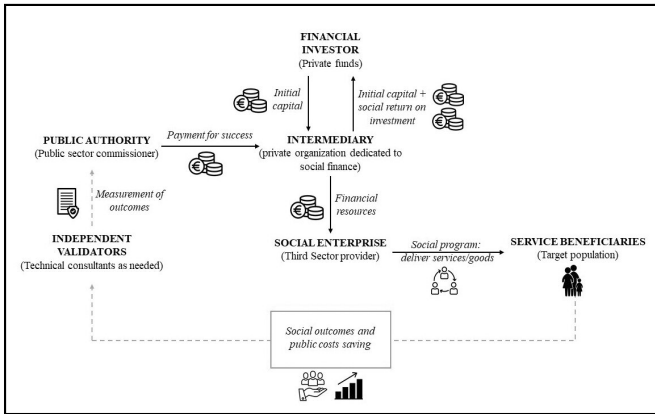 FINANCIAL
INVESTOR
(Private funds)
Initial
capital
Initial capital +
social return on
investment
PUBLIC AUTHORITY
(Public sector commissioner)
Payment for success
INTERMEDIARY
(private organization dedicated to
social finance)
Measurement of
outcomes
Financial
resources
INDEPENDENT
VALIDATORS
(Technical consultants as needed)
SOCIAL ENTERPRISE
(Third Sector provider)
Social program:
deliver services/goods
SERVICE BENEFICIARIES
(Target population)
Social outcomes and
public costs saving